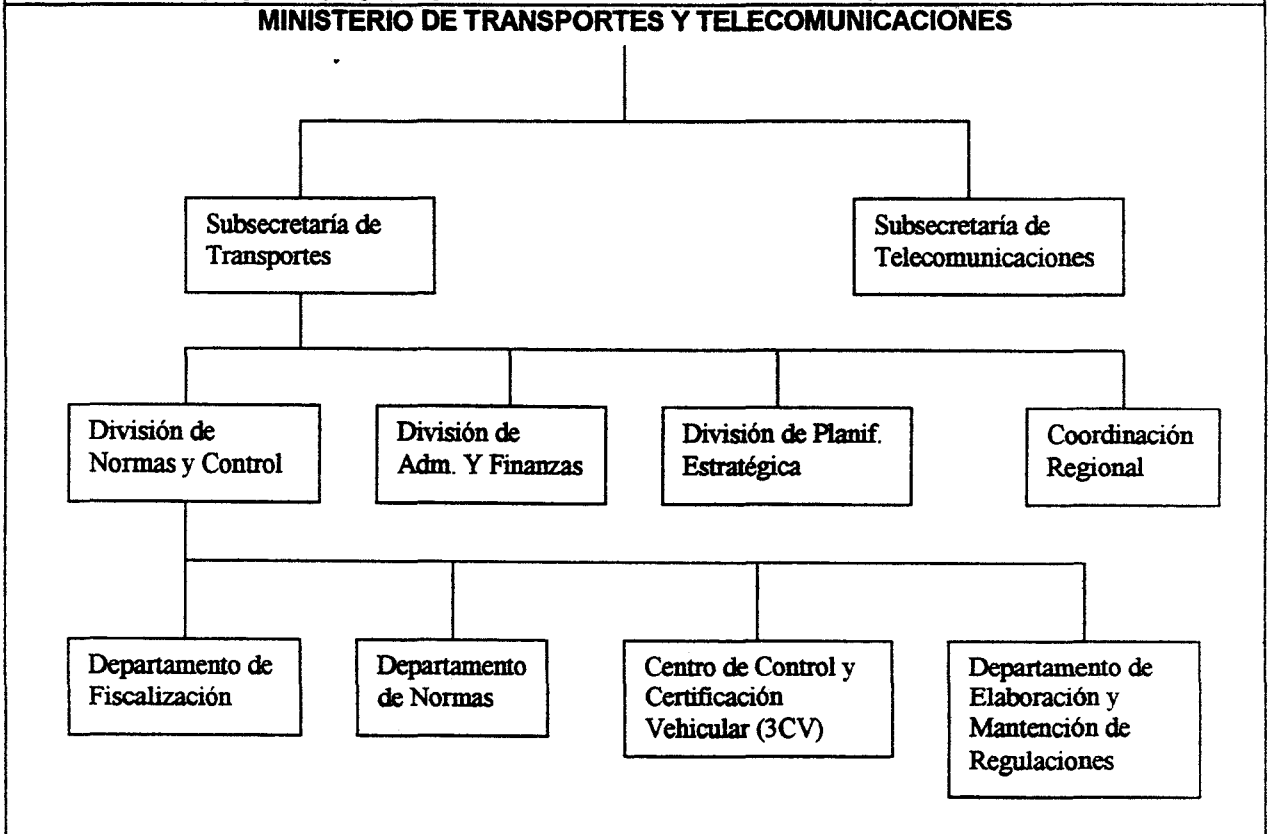 MINISTERIO DE TRANSPORTES Y TELECOMUNICACIONES
Subsecretaría de
Transportes
Subsecretaría de
Telecomunicaciones
División de
Normas y Control
División de
Adm. Y Finanzas
División de Planif.
Estratégica
Coordinación
Regional
Departamento de
Fiscalización
Departamento
de Normas
Centro de Control y
Certificación
Vehicular (3CV)
Departamento de
Elaboración y
Mantención de
Regulaciones